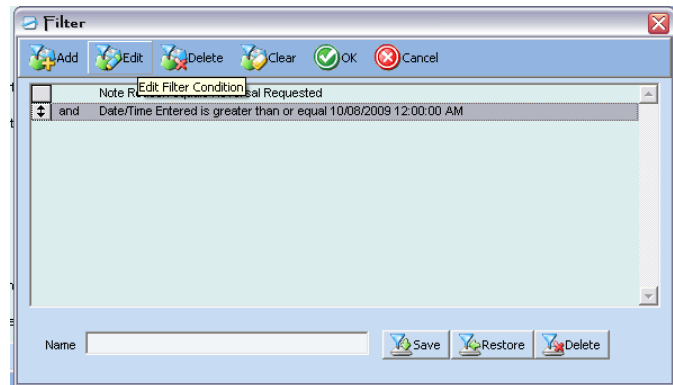 Filter
Add Edit Delete Clear OK Cancel
Edit Filter Condition
Note Requested
and Date/Time Entered is greater than or equal 10/08/2009 12:00:00 AM
Name Save Restore Delete